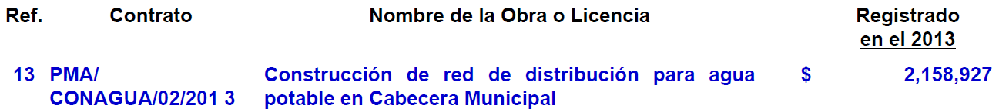 Ref. Contrato Nombre de la Obra o Licencia Registrado
en el 2013
13 PMA/ Construcción de red de distribución para agua $ 2,158,927
CONAGUA/02/201 3 potable en Cabecera Municipal